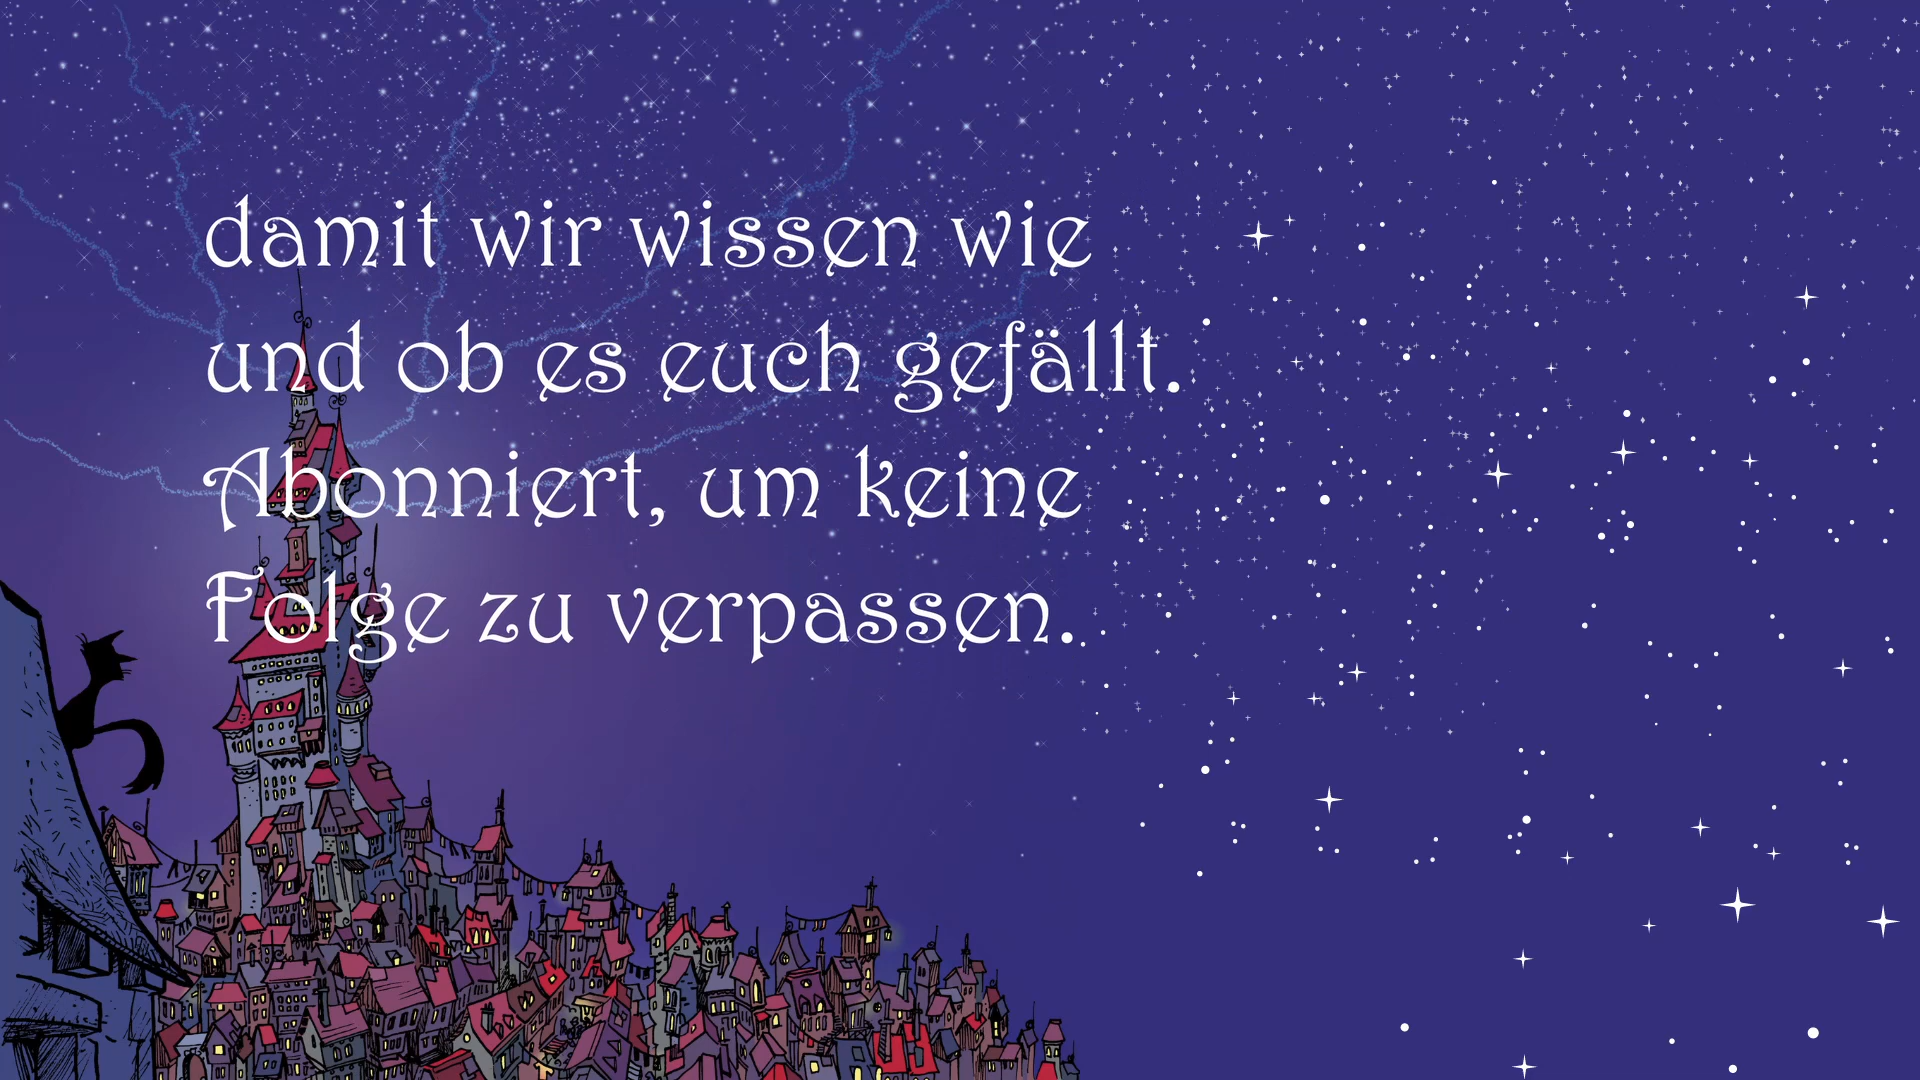 damit wir wissen wie
und ob es euch gefällt.
Abonniert, um keine
Folge zu verpassen.